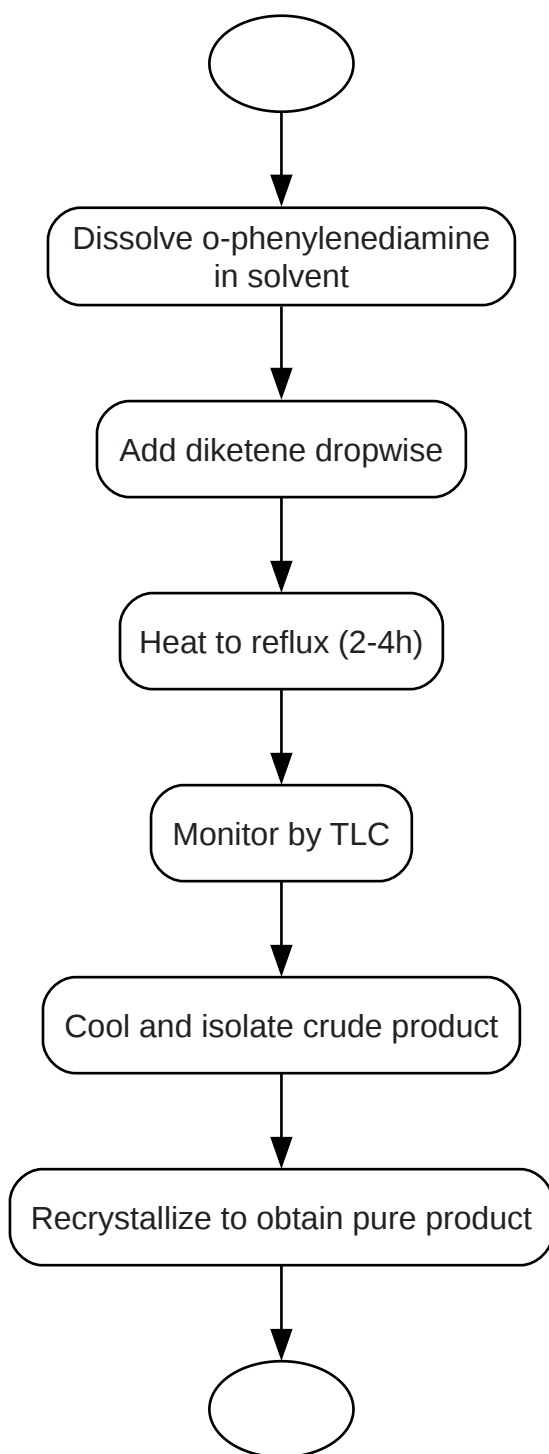 Dissolve o-phenylenediamine
in solvent
Add diketene dropwise
Heat to reflux (2-4h)
Monitor by TLC
Cool and isolate crude product
Recrystallize to obtain pure product